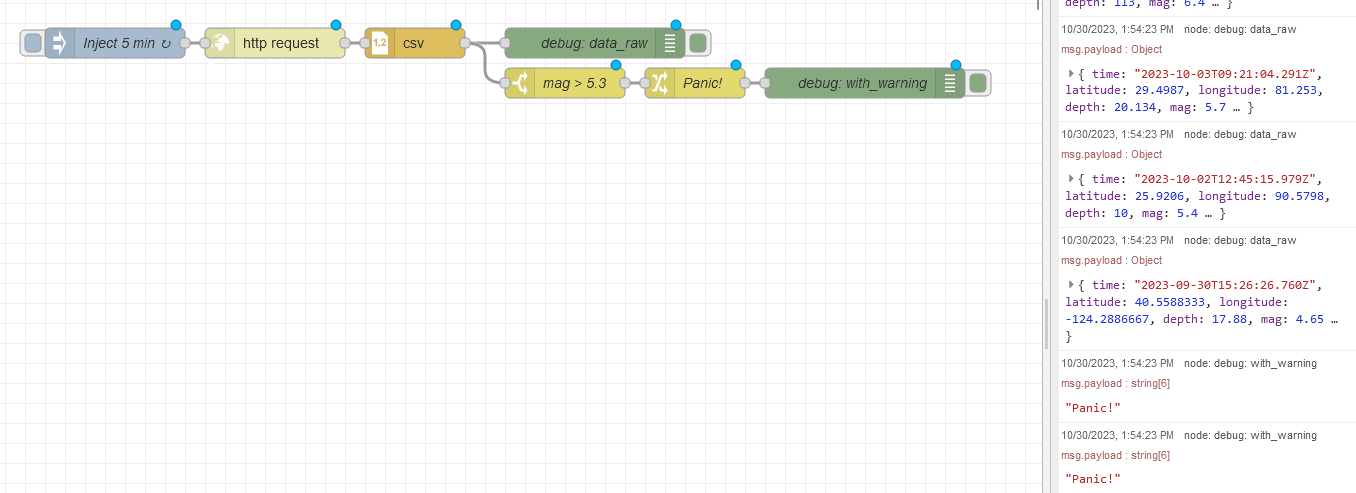 Inject 5 min ↻
http request
1,2
csv
debug: data_raw
mag > 5.3
Panic!
debug: with_warning
depth: 113, mag: 6.4 … }
10/30/2023, 1:54:23 PM node: debug: data_raw
msg.payload : Object
{ time: "2023-10-03T09:21:04.291Z",
latitude: 29.4987, longitude: 81.253,
depth: 20.134, mag: 5.7 … }
10/30/2023, 1:54:23 PM node: debug: data_raw
msg.payload : Object
{ time: "2023-10-02T12:45:15.979Z",
latitude: 25.9206, longitude: 90.5798,
depth: 10, mag: 5.4 … }
10/30/2023, 1:54:23 PM node: debug: data_raw
msg.payload : Object
{ time: "2023-09-30T15:26:26.760Z",
latitude: 40.5588333, longitude:
-124.2886667, depth: 17.88, mag: 4.65 …
}
10/30/2023, 1:54:23 PM node: debug: with_warning
msg.payload : string[6]
"Panic!"
10/30/2023, 1:54:23 PM node: debug: with_warning
msg.payload : string[6]
"Panic!"